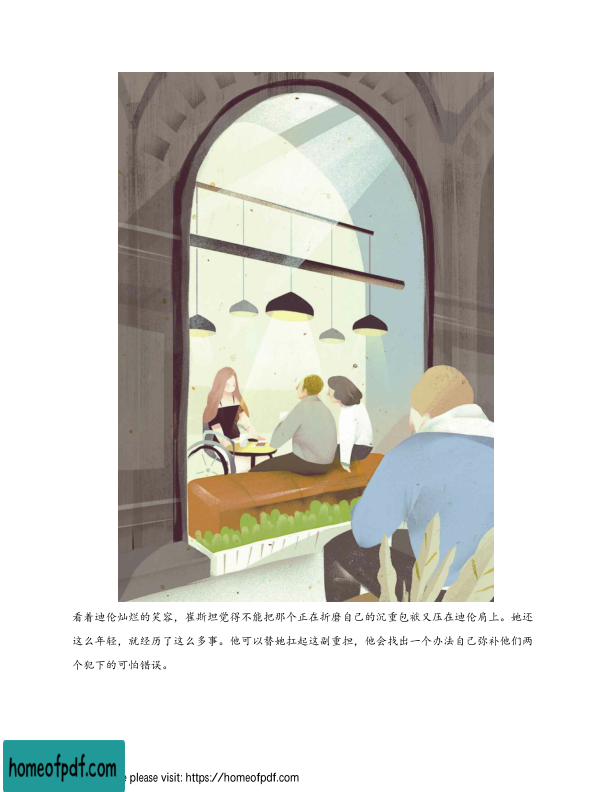 看着迪伦灿烂的笑容，崔斯坦觉得不能把那个正在折磨自己的沉重包袱又压在迪伦肩上。她还
这么年轻，就经历了这么多事。他可以替她扛起这副重担，他会找出一个办法自己弥补他们两
个犯下的可怕错误。
homeofpdf.com
e please visit: https://homeofpdf.com